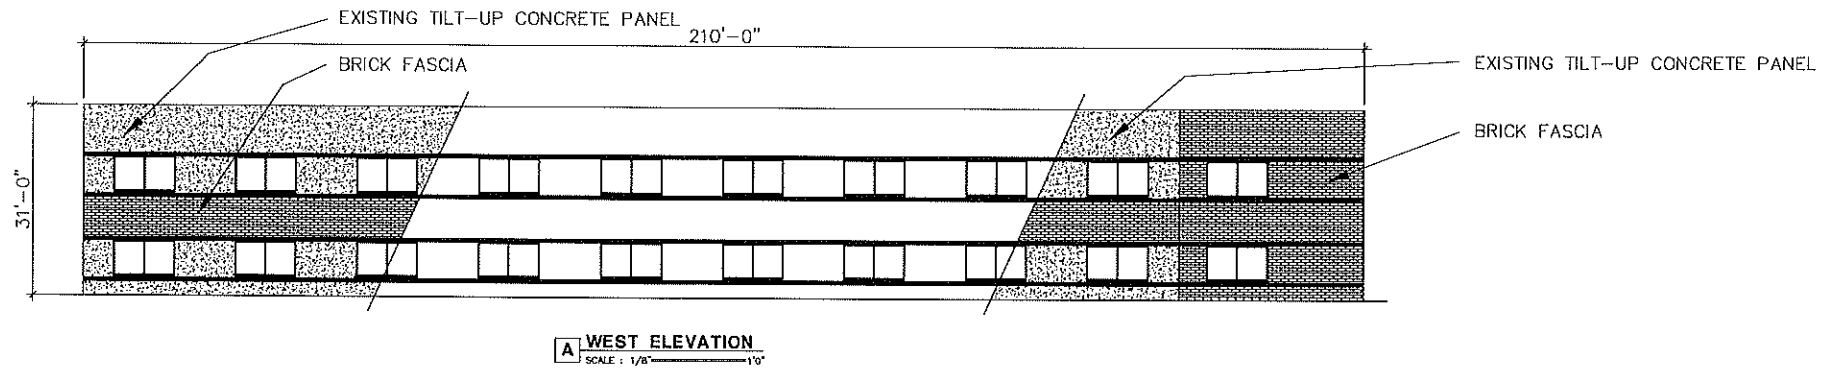 EXISTING TILT-UP CONCRETE PANEL
210'-0"
BRICK FASCIA
EXISTING TILT-UP CONCRETE PANEL
BRICK FASCIA
31'-0"
A WEST ELEVATION
SCALE : 1/8" 1'0"